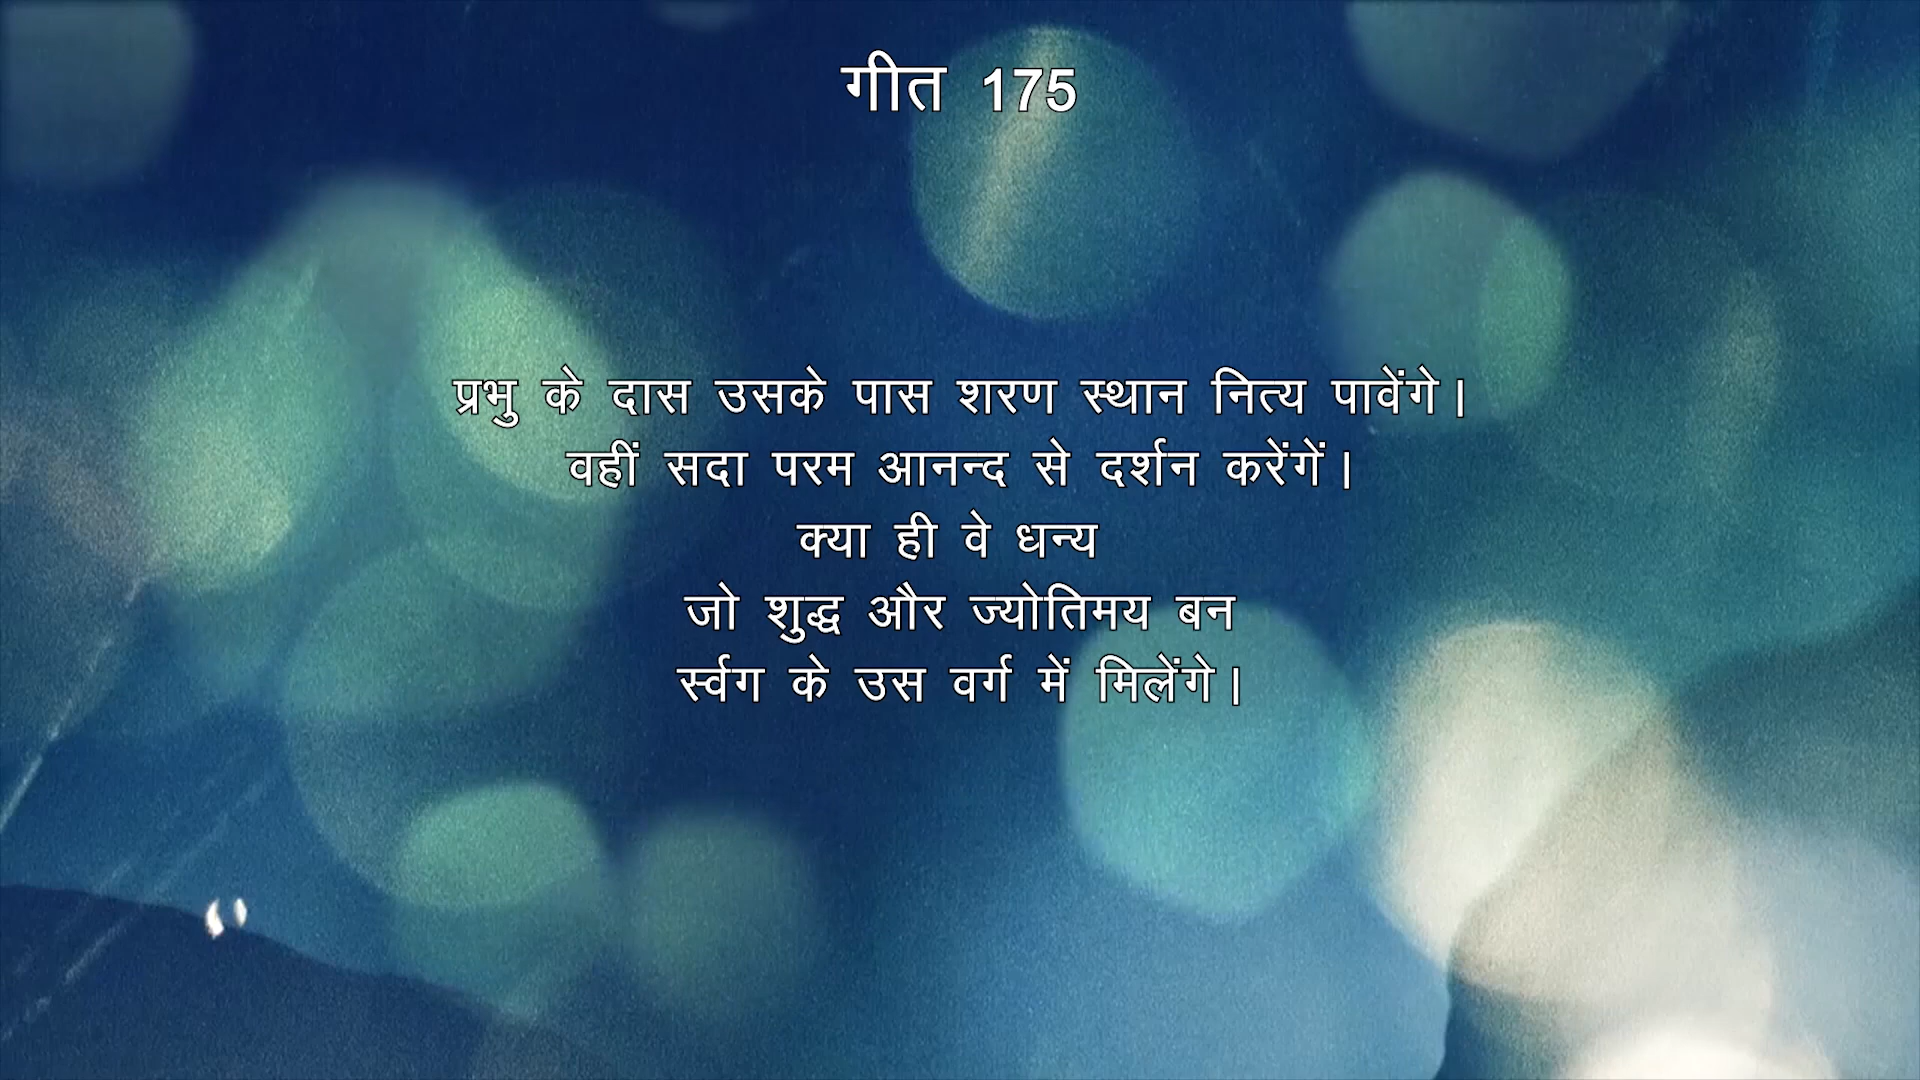 गीत 175
प्रभु के दास उसके पास शरण स्थान नित्य पावेंगे।
वहीं सदा परम आनन्द से दर्शन करेंगें।
क्या ही वे धन्य
जो शुद्ध और ज्योतिमय बन
र्स्वग के उस वर्ग में मिलेंगे।